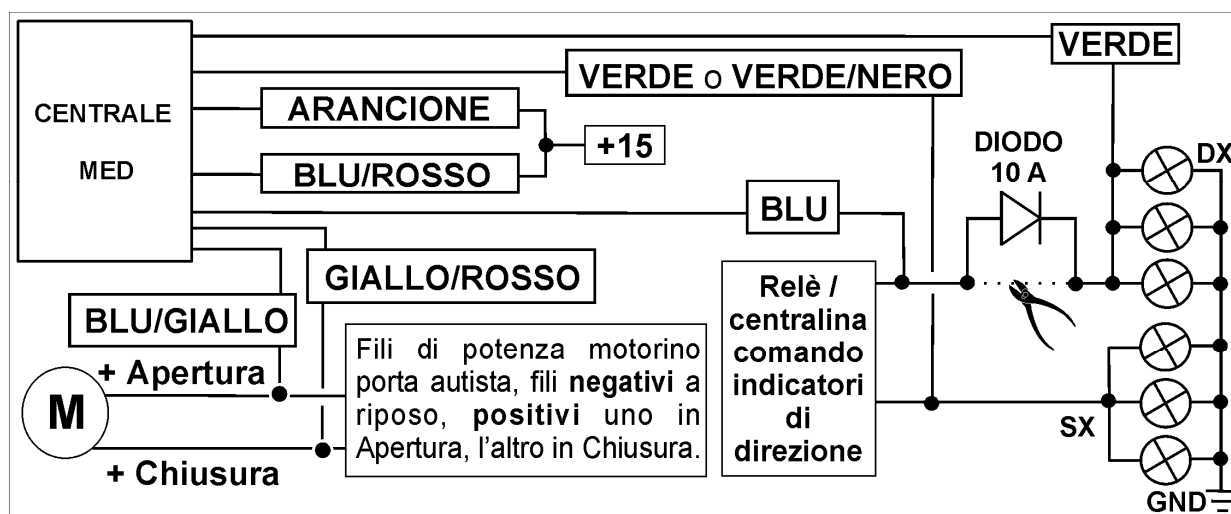 VERDE
VERDE o VERDE/NERO
CENTRALE
MED
ARANCIONE
+15
BLU/ROSSO
DIODO
10 A
DX
BLU
GIALLO/ROSSO
BLU/GIALLO
+ Apertura
M
+ Chiusura
Fili di potenza motorino
porta autista, fili negativi a
riposo, positivi uno in
Apertura, l'altro in Chiusura.
Relè /
centralina
comando
indicatori
di
direzione
SX
GND